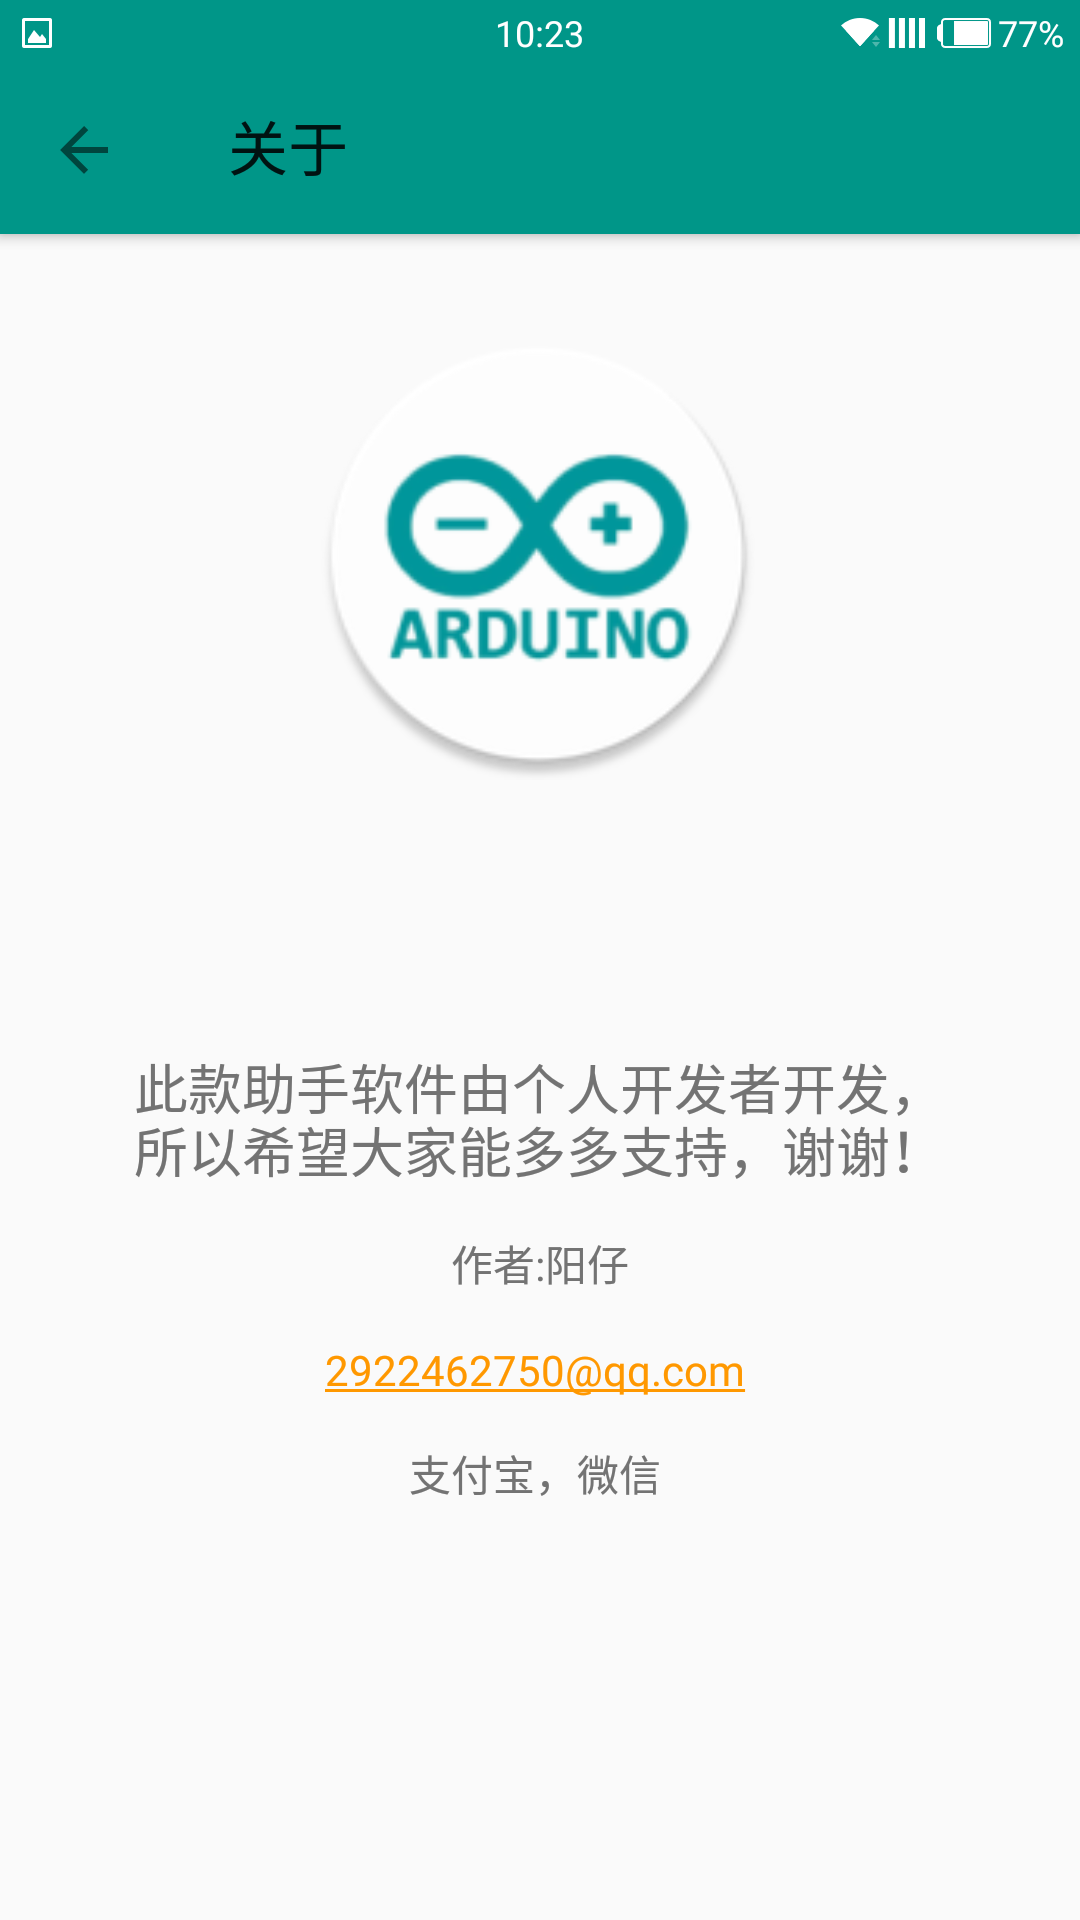 10:23
77%
关于
ARDUINO
此款助手软件由个人开发者开发，
所以希望大家能多多支持，谢谢！
作者:阳仔
2922462750@qq.com
支付宝，微信